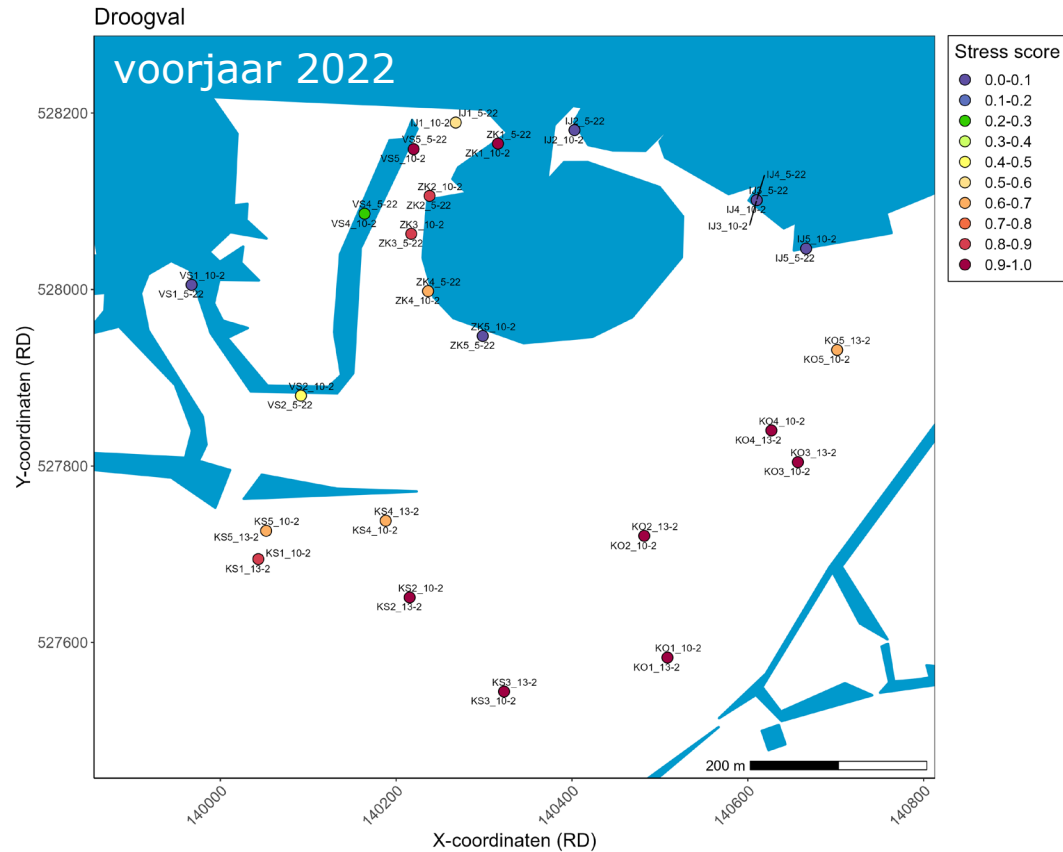 Droogval
voorjaar 2022
Stress score
0.0-0.1
0.1-0.2
0.2-0.3
0.3-0.4
0.4-0.5
0.5-0.6
0.6-0.7
0.7-0.8
0.8-0.9
0.9-1.0
528200
528000
527800
527600
Y-coordinaten (RD)
IJ1_5-22
IJ1_10-2
VS5_5-22
VS5_10-2
ZK1_5-22
ZK1_10-2
IJ2_5-22
IJ2_10-2
ZK2_10-2
ZK2_5-22
IJ4_5-22
IJ4_10-2
IJ3_10-2
VS4_5-22
VS4_10-2
ZK3_10-2
ZK3_5-22
IJ5_10-2
IJ5_5-22
VS1_10-2
VS1_5-22
ZK4_5-22
ZK4_10-2
ZK5_10-2
ZK5_5-22
KO5_13-2
KO5_10-2
VS2_10-2
VS2_5-22
KO4_10-2
KO4_13-2
KO3_13-2
KO3_10-2
KS4_13-2
KS4_10-2
KS5_10-2
KS5_13-2
KS1_10-2
KS1_13-2
KO2_13-2
KO2_10-2
KS2_10-2
KS2_13-2
KO1_10-2
KO1_13-2
KS3_13-2
KS3_10-2
200 m
140000
140200
140400
140600
140800
X-coordinaten (RD)